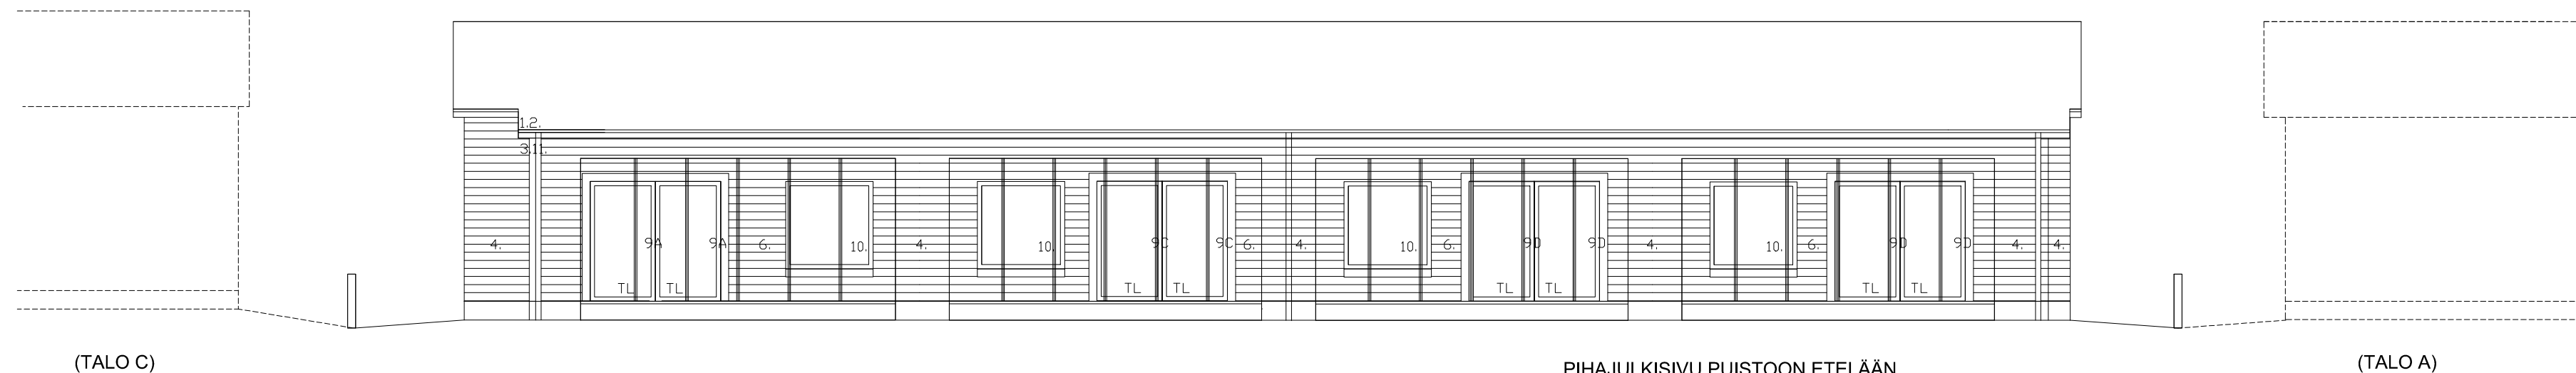 1.2.
3.11.
4. 9A 9A 6. 10. 4. 10. 9C 9C 6. 4. 10. 6. 9D 9D 4. 10. 6. 9D 9D 4. 4.
TL TL TL TL TL TL TL TL
(TALO C) PIHAJULKISIVU PUISTOON ETELÄÄN (TALO A)